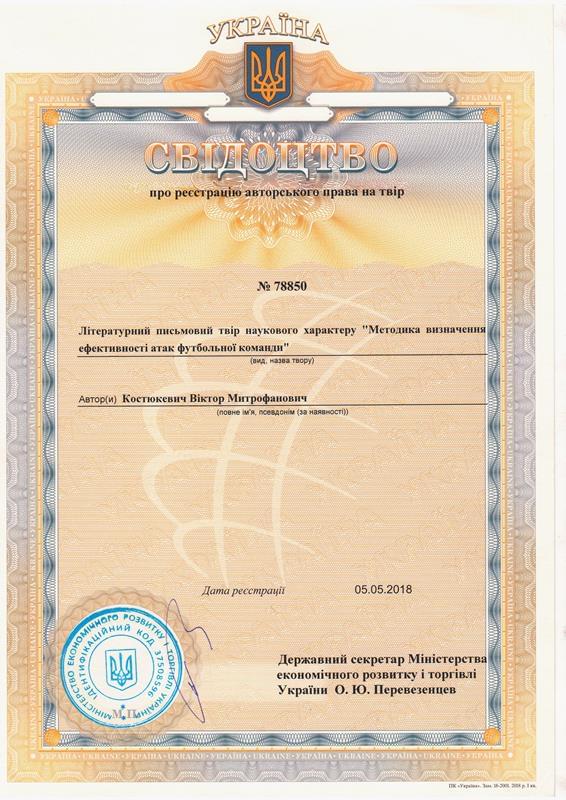 УКРАЇНА
СВІДОЦТВО
про реєстрацію авторського права на твір
№ 78850
Літературний письмовий твір наукового характеру "Методика визначення
ефективності атак футбольної команди"
(вид, назва твору)
Автор(и) Костюкевич Віктор Митрофанович
(повне ім'я, псевдонім (за наявності))
Дата реєстрації 05.05.2018
МІНІСТЕРСТВО ЕКОНОМІЧНОГО РОЗВИТКУ І ТОРГІВЛІ УКРАЇНИ
ІДЕНТИФІКАЦІЙНИЙ КОД 37508596
М.П.
Державний секретар Міністерства
економічного розвитку і торгівлі
України О. Ю. Перевезенцев
ПК «Україна». Зам. 18-2001. 2018 р. I кв.